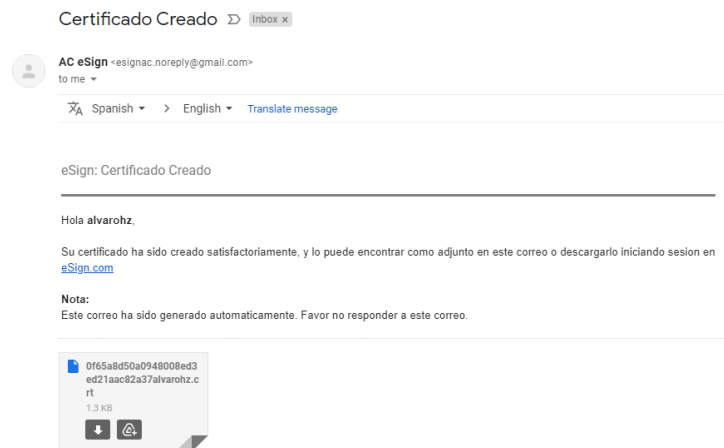 Certificado Creado Inbox x
AC eSign <esignac.noreply@gmail.com>
to me
Spanish > English Translate message
eSign: Certificado Creado
Hola alvarohz,
Su certificado ha sido creado satisfactoriamente, y lo puede encontrar como adjunto en este correo o descargarlo iniciando sesion en
eSign.com
Nota:
Este correo ha sido generado automaticamente. Favor no responder a este correo.
0f65a8d50a0948008ed3
ed21aac82a37alvarohz.c
rt
1.3 KB